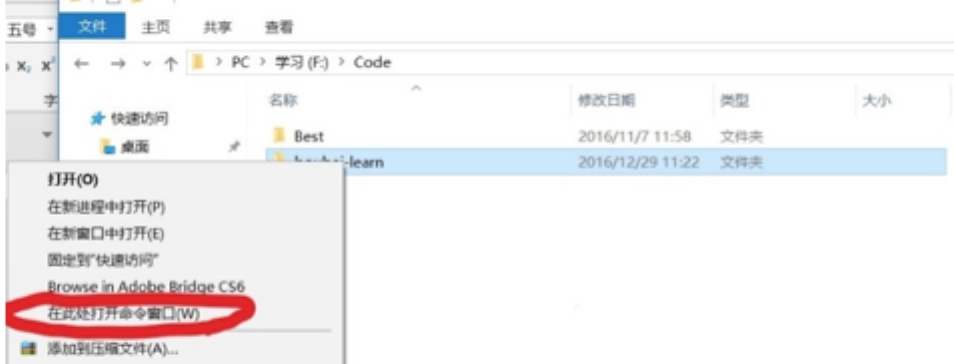 五号
文件 主页 共享 查看
X₂ X²
PC > 学习 (F:) > Code
字
名称 修改日期 类型 大小
快速访问
Best 2016/11/7 11:58 文件夹
桌面
-learn 2016/12/29 11:22 文件夹
打开(O)
在新进程中打开(P)
在新窗口中打开(E)
固定到"快速访问"
Browse in Adobe Bridge CS6
在此处打开命令窗口(W)
添加到压缩文件(A)...